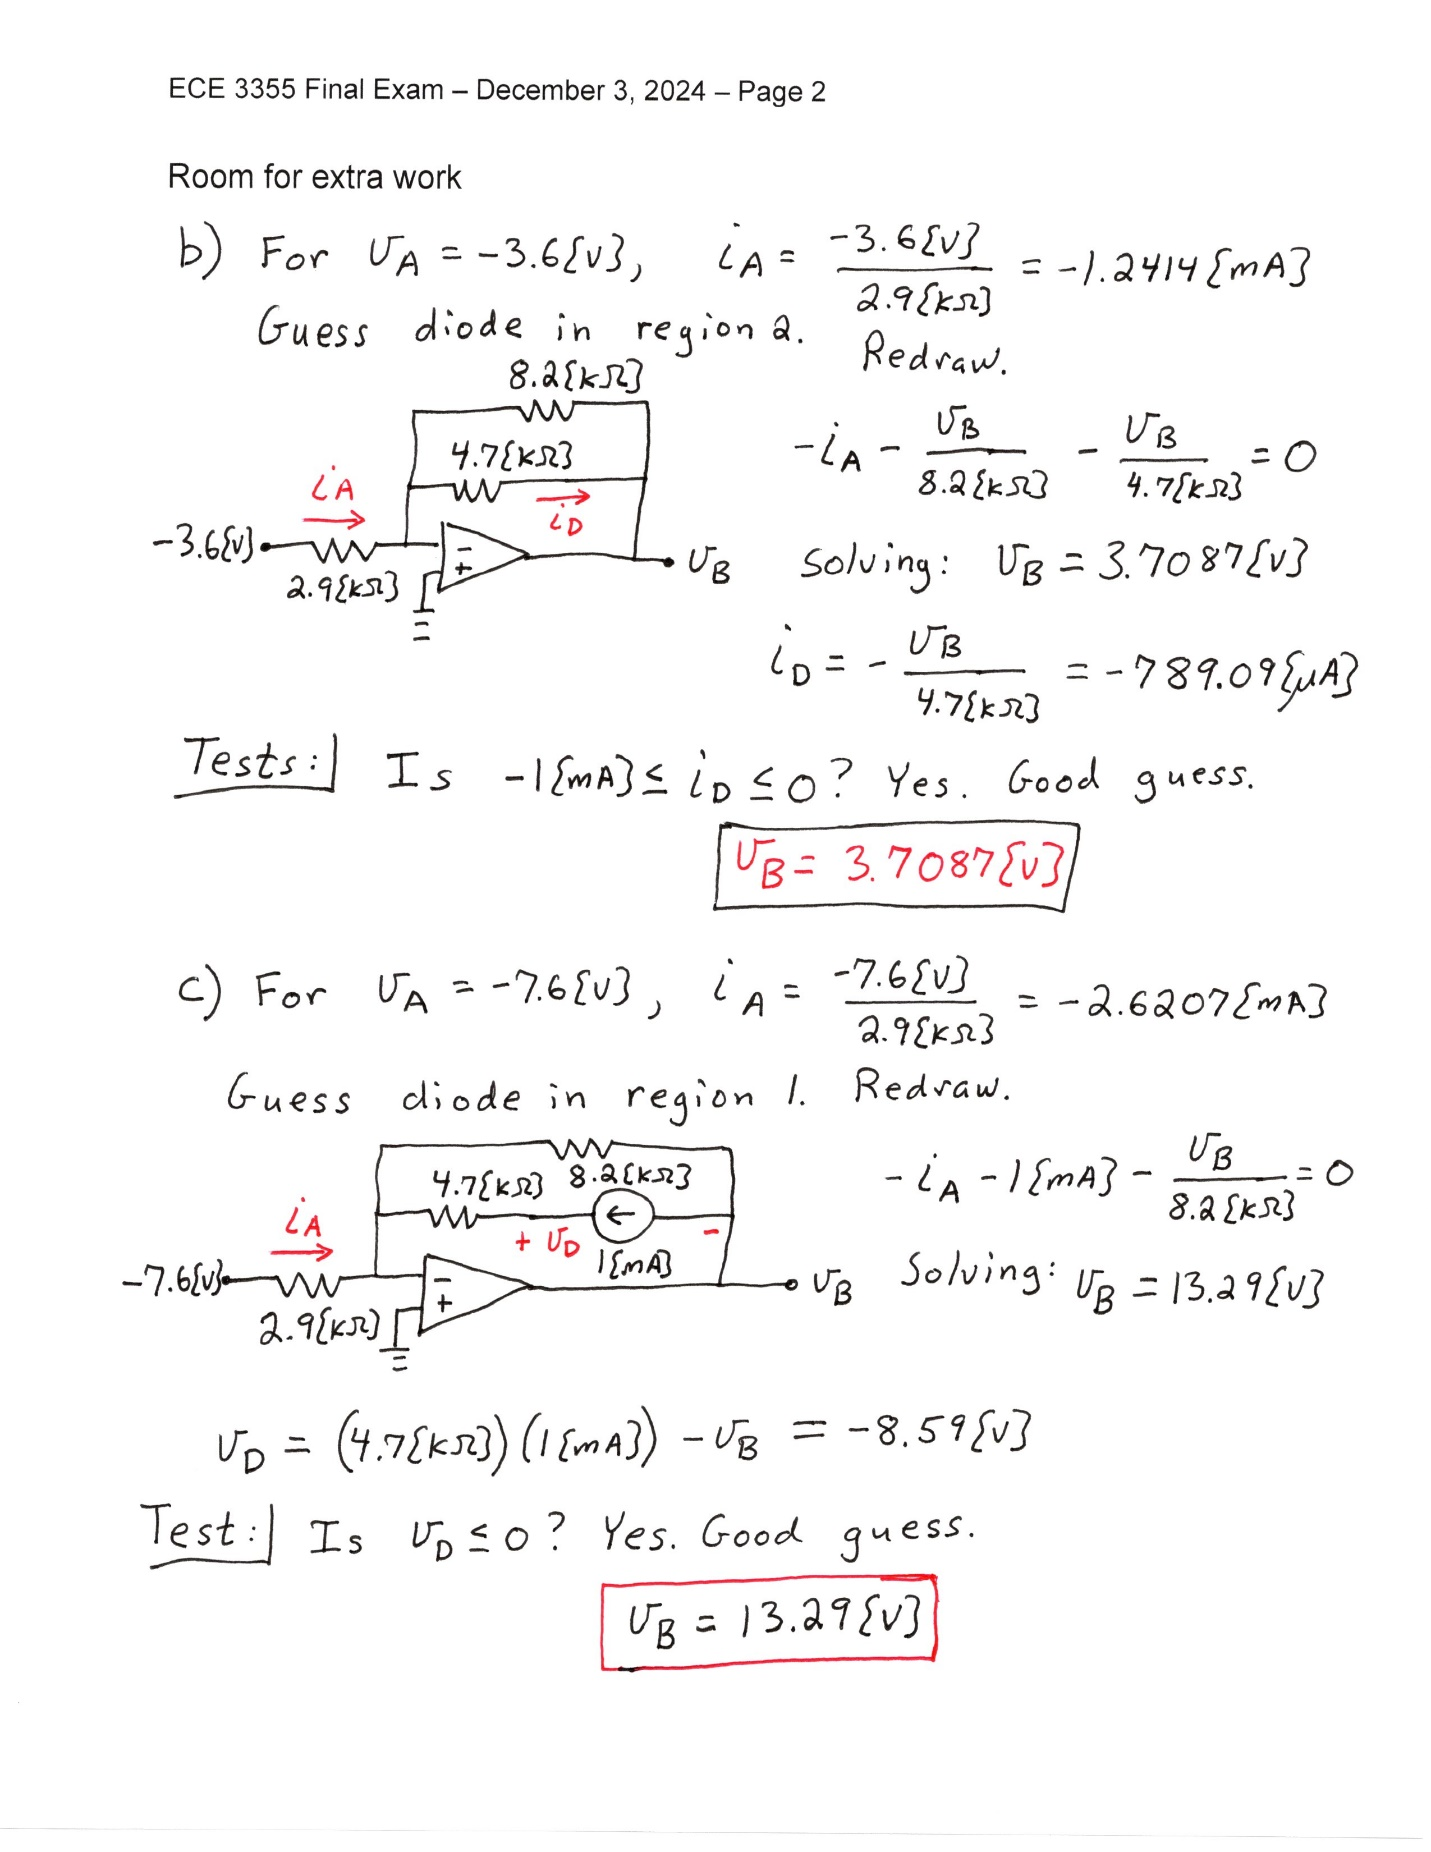 ECE 3355 Final Exam – December 3, 2024 – Page 2
Room for extra work
b) For vA = -3.6{V}, iA = -3.6{V} / 2.9{kΩ} = -1.2414{mA}
Guess diode in region 2. Redraw.
8.2{kΩ}
4.7{kΩ}
iA
iD
-3.6{V}
2.9{kΩ}
- +
vB
-iA - vB / 8.2{kΩ} - vB / 4.7{kΩ} = 0
Solving: vB = 3.7087{V}
iD = - vB / 4.7{kΩ} = -789.09{μA}
Tests: Is -1{mA} ≤ iD ≤ 0? Yes. Good guess.
vB = 3.7087{V}
c) For vA = -7.6{V}, iA = -7.6{V} / 2.9{kΩ} = -2.6207{mA}
Guess diode in region 1. Redraw.
4.7{kΩ} 8.2{kΩ}
iA
+ vD -
1{mA}
-7.6{V}
2.9{kΩ}
- +
vB
-iA - 1{mA} - vB / 8.2{kΩ} = 0
Solving: vB = 13.29{V}
vD = (4.7{kΩ})(1{mA}) - vB = -8.59{V}
Test: Is vD ≤ 0? Yes. Good guess.
vB = 13.29{V}